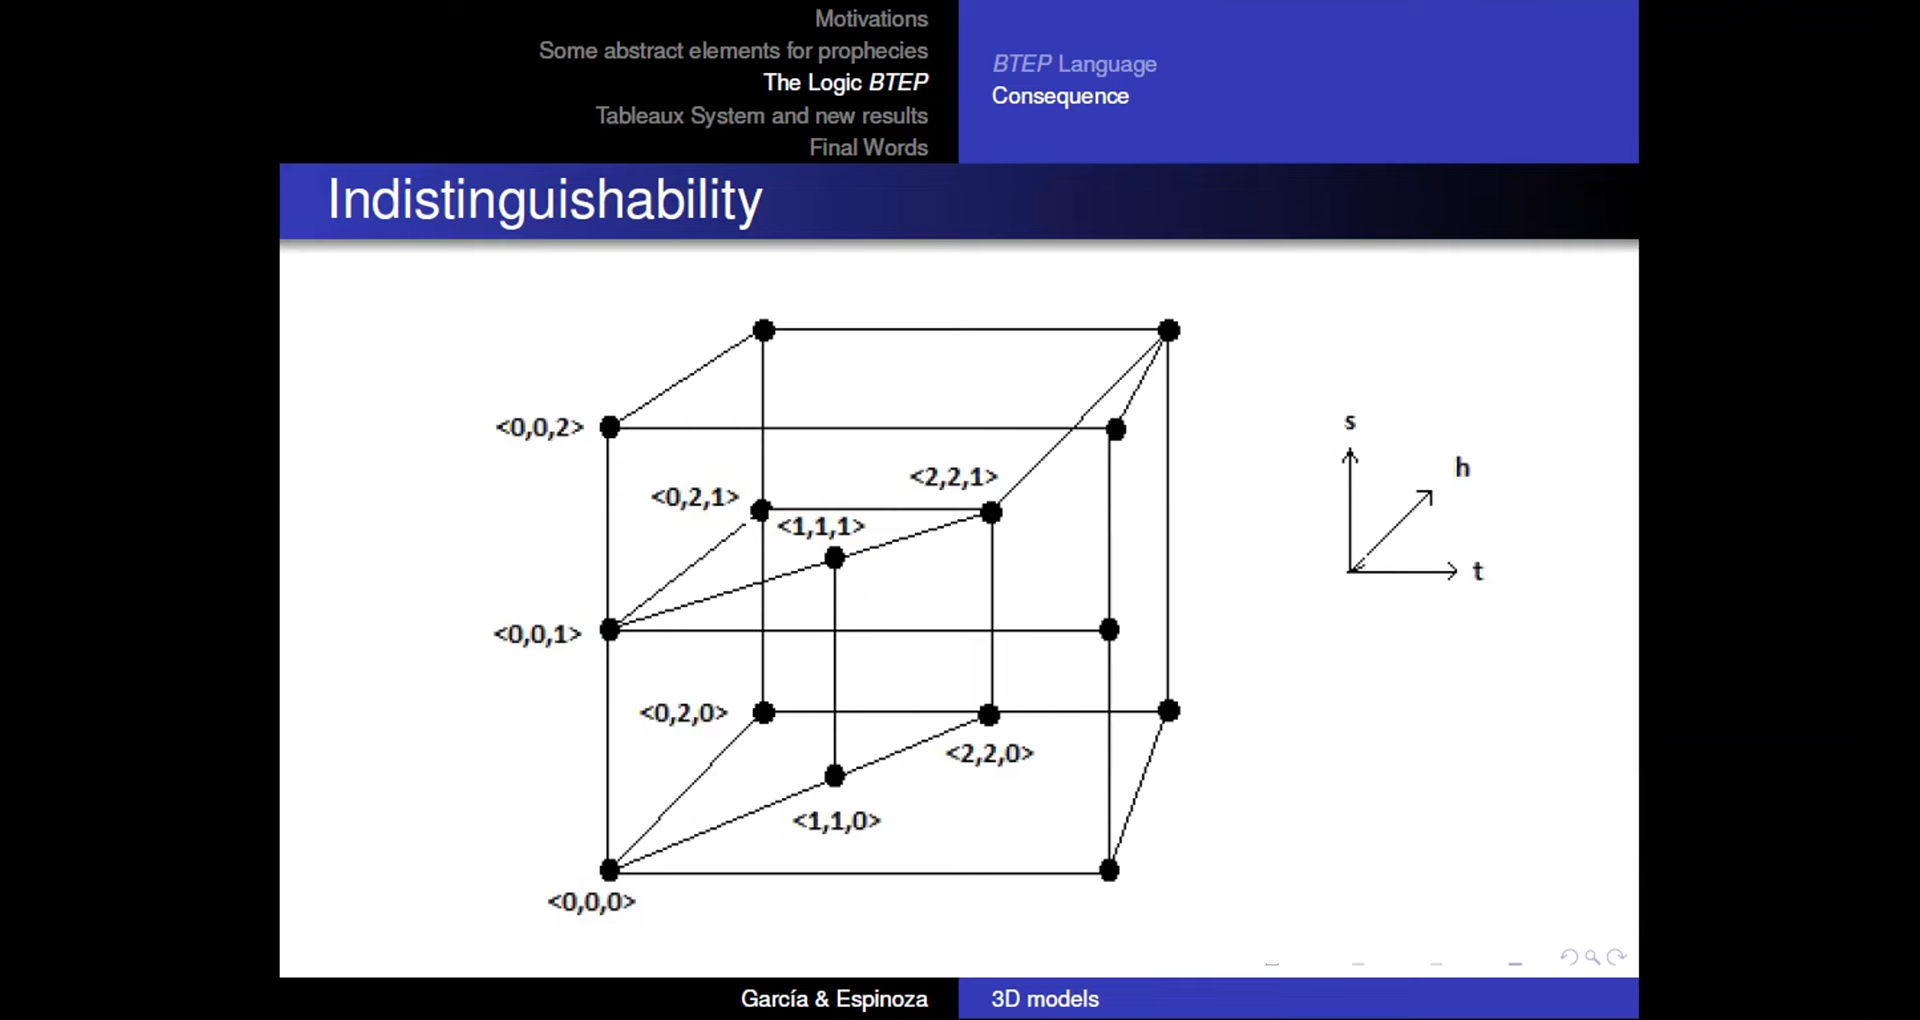 Motivations
Some abstract elements for prophecies
The Logic BTEP
Tableaux System and new results
Final Words
BTEP Language
Consequence
Indistinguishability
<0,0,2>
<0,2,1>
<2,2,1>
<1,1,1>
<0,0,1>
<0,2,0>
<2,2,0>
<1,1,0>
<0,0,0>
s
h
t
García & Espinoza
3D models